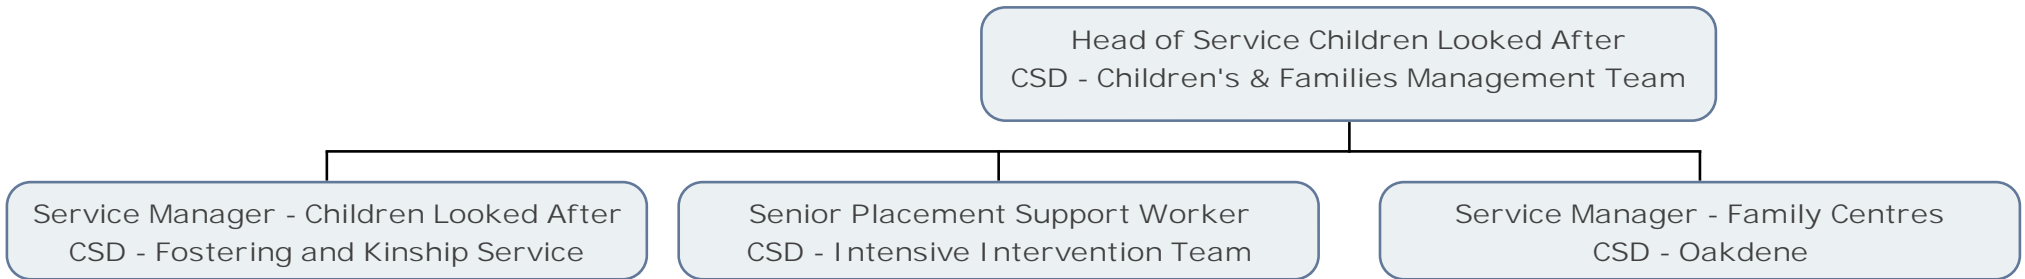 Head of Service Children Looked After
CSD - Children's & Families Management Team
Service Manager - Children Looked After
CSD - Fostering and Kinship Service
Senior Placement Support Worker
CSD - Intensive Intervention Team
Service Manager - Family Centres
CSD - Oakdene